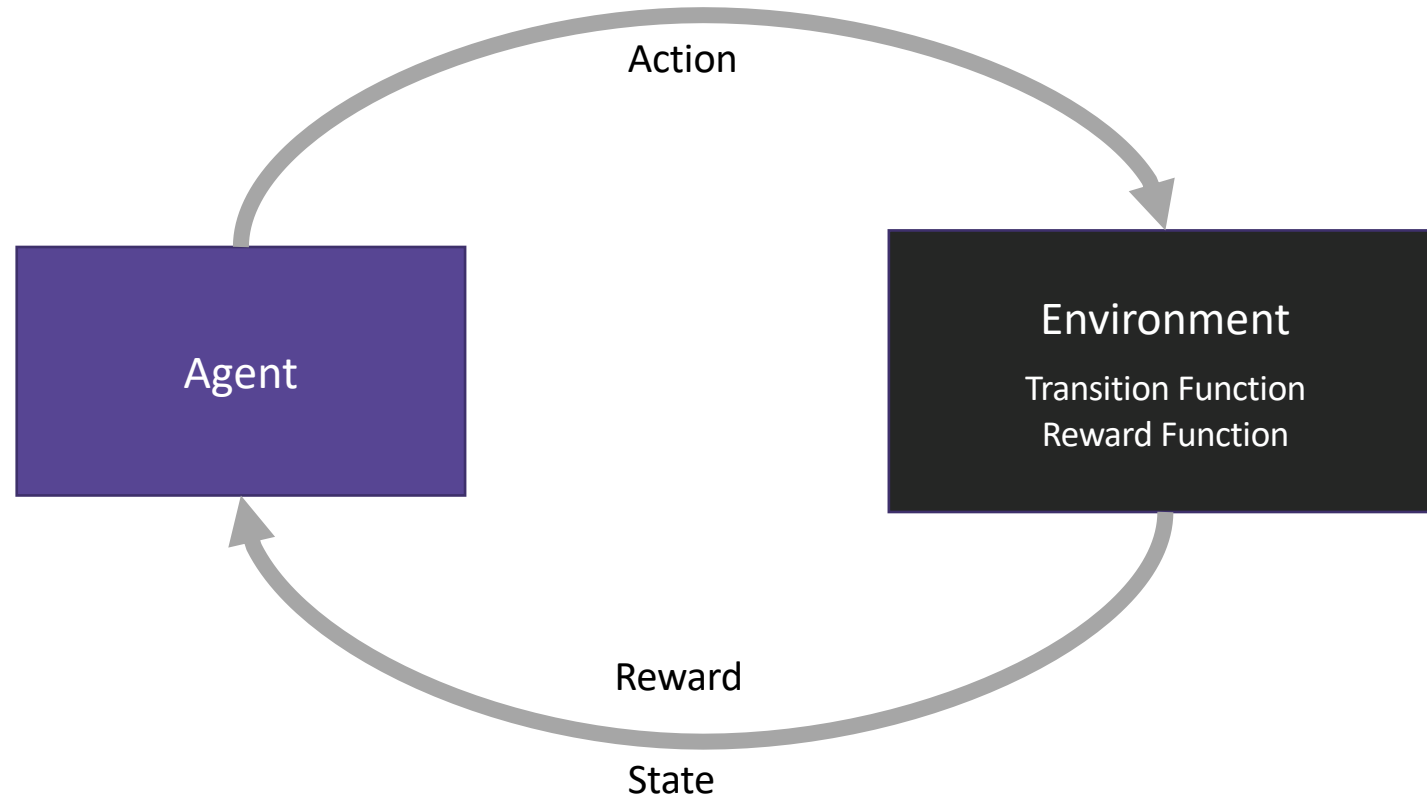 Action
Agent
Environment
Transition Function
Reward Function
Reward
State